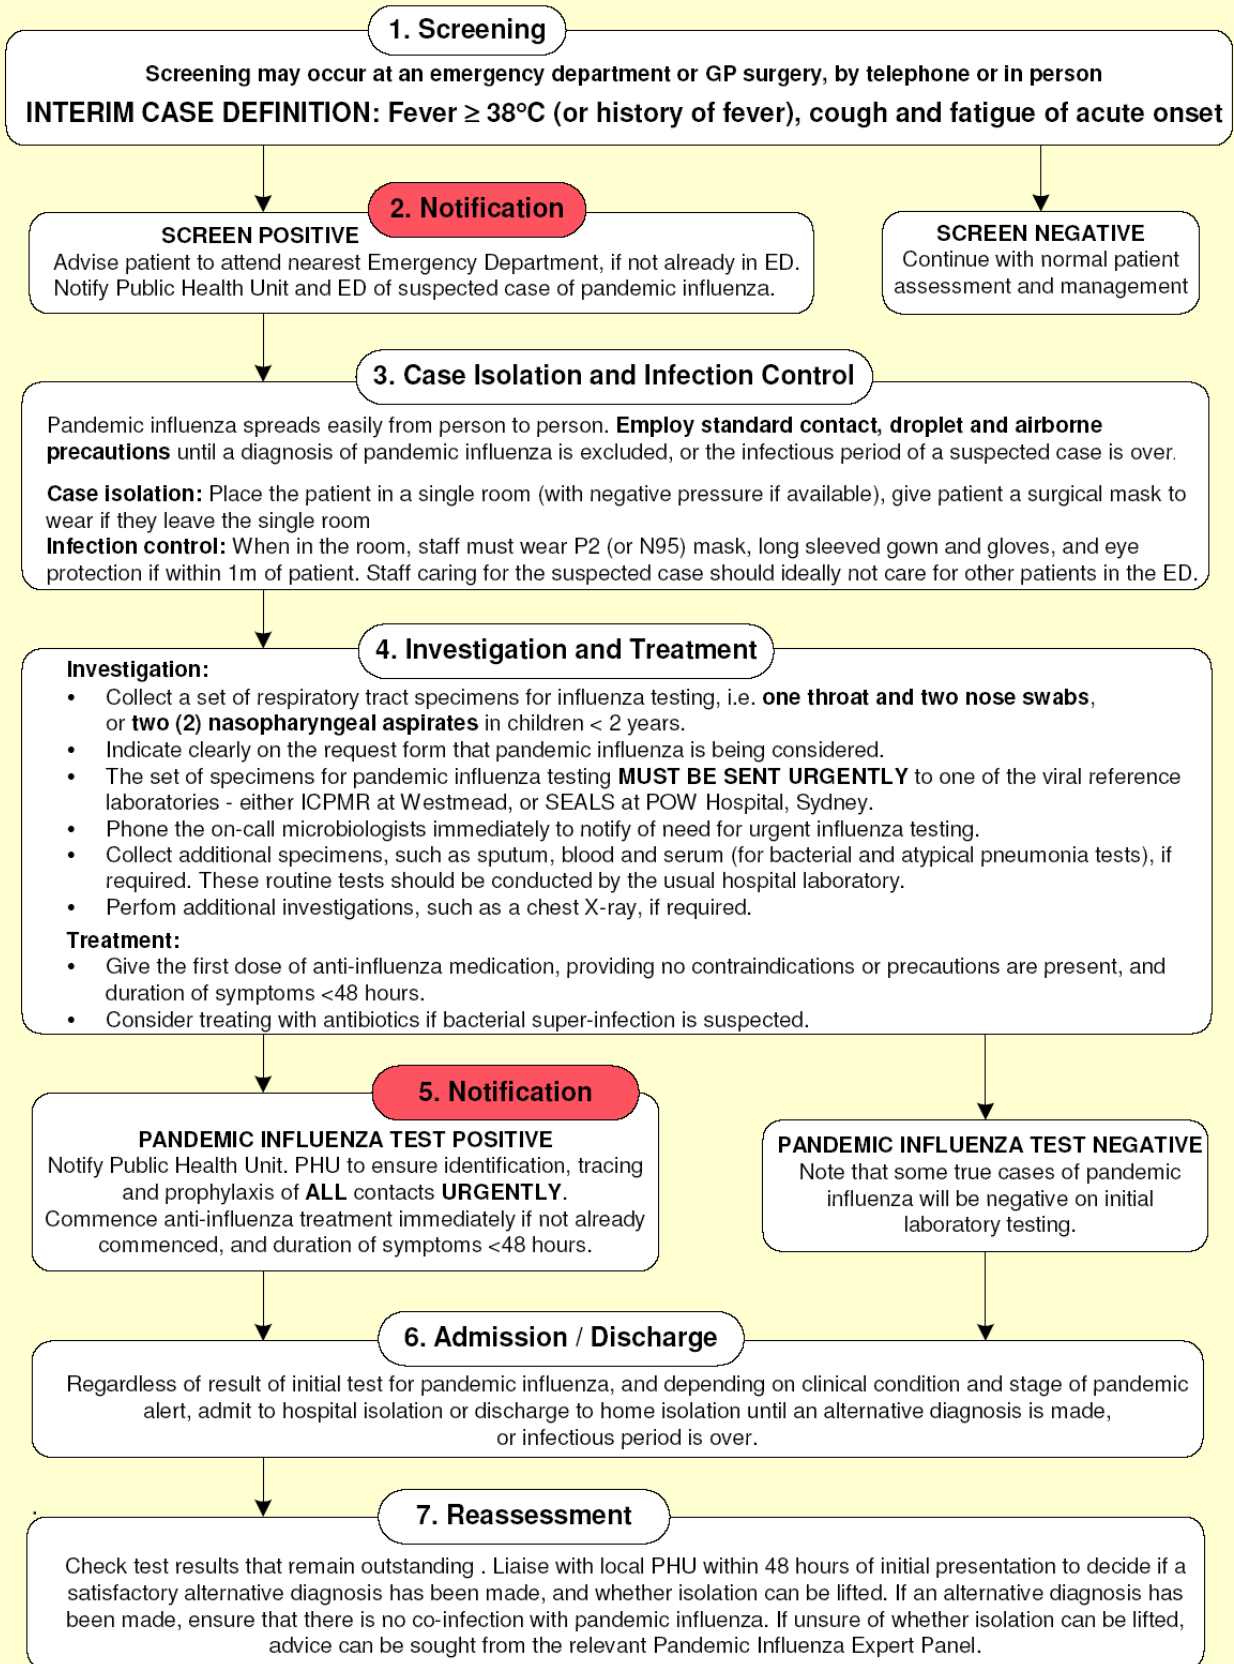 1. Screening
Screening may occur at an emergency department or GP surgery, by telephone or in person
INTERIM CASE DEFINITION: Fever ≥ 38°C (or history of fever), cough and fatigue of acute onset
2. Notification
SCREEN POSITIVE
Advise patient to attend nearest Emergency Department, if not already in ED.
Notify Public Health Unit and ED of suspected case of pandemic influenza.
SCREEN NEGATIVE
Continue with normal patient
assessment and management
3. Case Isolation and Infection Control
Pandemic influenza spreads easily from person to person. Employ standard contact, droplet and airborne
precautions until a diagnosis of pandemic influenza is excluded, or the infectious period of a suspected case is over.
Case isolation: Place the patient in a single room (with negative pressure if available), give patient a surgical mask to
wear if they leave the single room
Infection control: When in the room, staff must wear P2 (or N95) mask, long sleeved gown and gloves, and eye
protection if within 1m of patient. Staff caring for the suspected case should ideally not care for other patients in the ED.
4. Investigation and Treatment
Investigation:
• Collect a set of respiratory tract specimens for influenza testing, i.e. one throat and two nose swabs,
or two (2) nasopharyngeal aspirates in children < 2 years.
• Indicate clearly on the request form that pandemic influenza is being considered.
• The set of specimens for pandemic influenza testing MUST BE SENT URGENTLY to one of the viral reference
laboratories - either ICPMR at Westmead, or SEALS at POW Hospital, Sydney.
• Phone the on-call microbiologists immediately to notify of need for urgent influenza testing.
• Collect additional specimens, such as sputum, blood and serum (for bacterial and atypical pneumonia tests), if
required. These routine tests should be conducted by the usual hospital laboratory.
• Perfom additional investigations, such as a chest X-ray, if required.
Treatment:
• Give the first dose of anti-influenza medication, providing no contraindications or precautions are present, and
duration of symptoms <48 hours.
• Consider treating with antibiotics if bacterial super-infection is suspected.
5. Notification
PANDEMIC INFLUENZA TEST POSITIVE
Notify Public Health Unit. PHU to ensure identification, tracing
and prophylaxis of ALL contacts URGENTLY.
Commence anti-influenza treatment immediately if not already
commenced, and duration of symptoms <48 hours.
PANDEMIC INFLUENZA TEST NEGATIVE
Note that some true cases of pandemic
influenza will be negative on initial
laboratory testing.
6. Admission / Discharge
Regardless of result of initial test for pandemic influenza, and depending on clinical condition and stage of pandemic
alert, admit to hospital isolation or discharge to home isolation until an alternative diagnosis is made,
or infectious period is over.
.
7. Reassessment
Check test results that remain outstanding . Liaise with local PHU within 48 hours of initial presentation to decide if a
satisfactory alternative diagnosis has been made, and whether isolation can be lifted. If an alternative diagnosis has
been made, ensure that there is no co-infection with pandemic influenza. If unsure of whether isolation can be lifted,
advice can be sought from the relevant Pandemic Influenza Expert Panel.